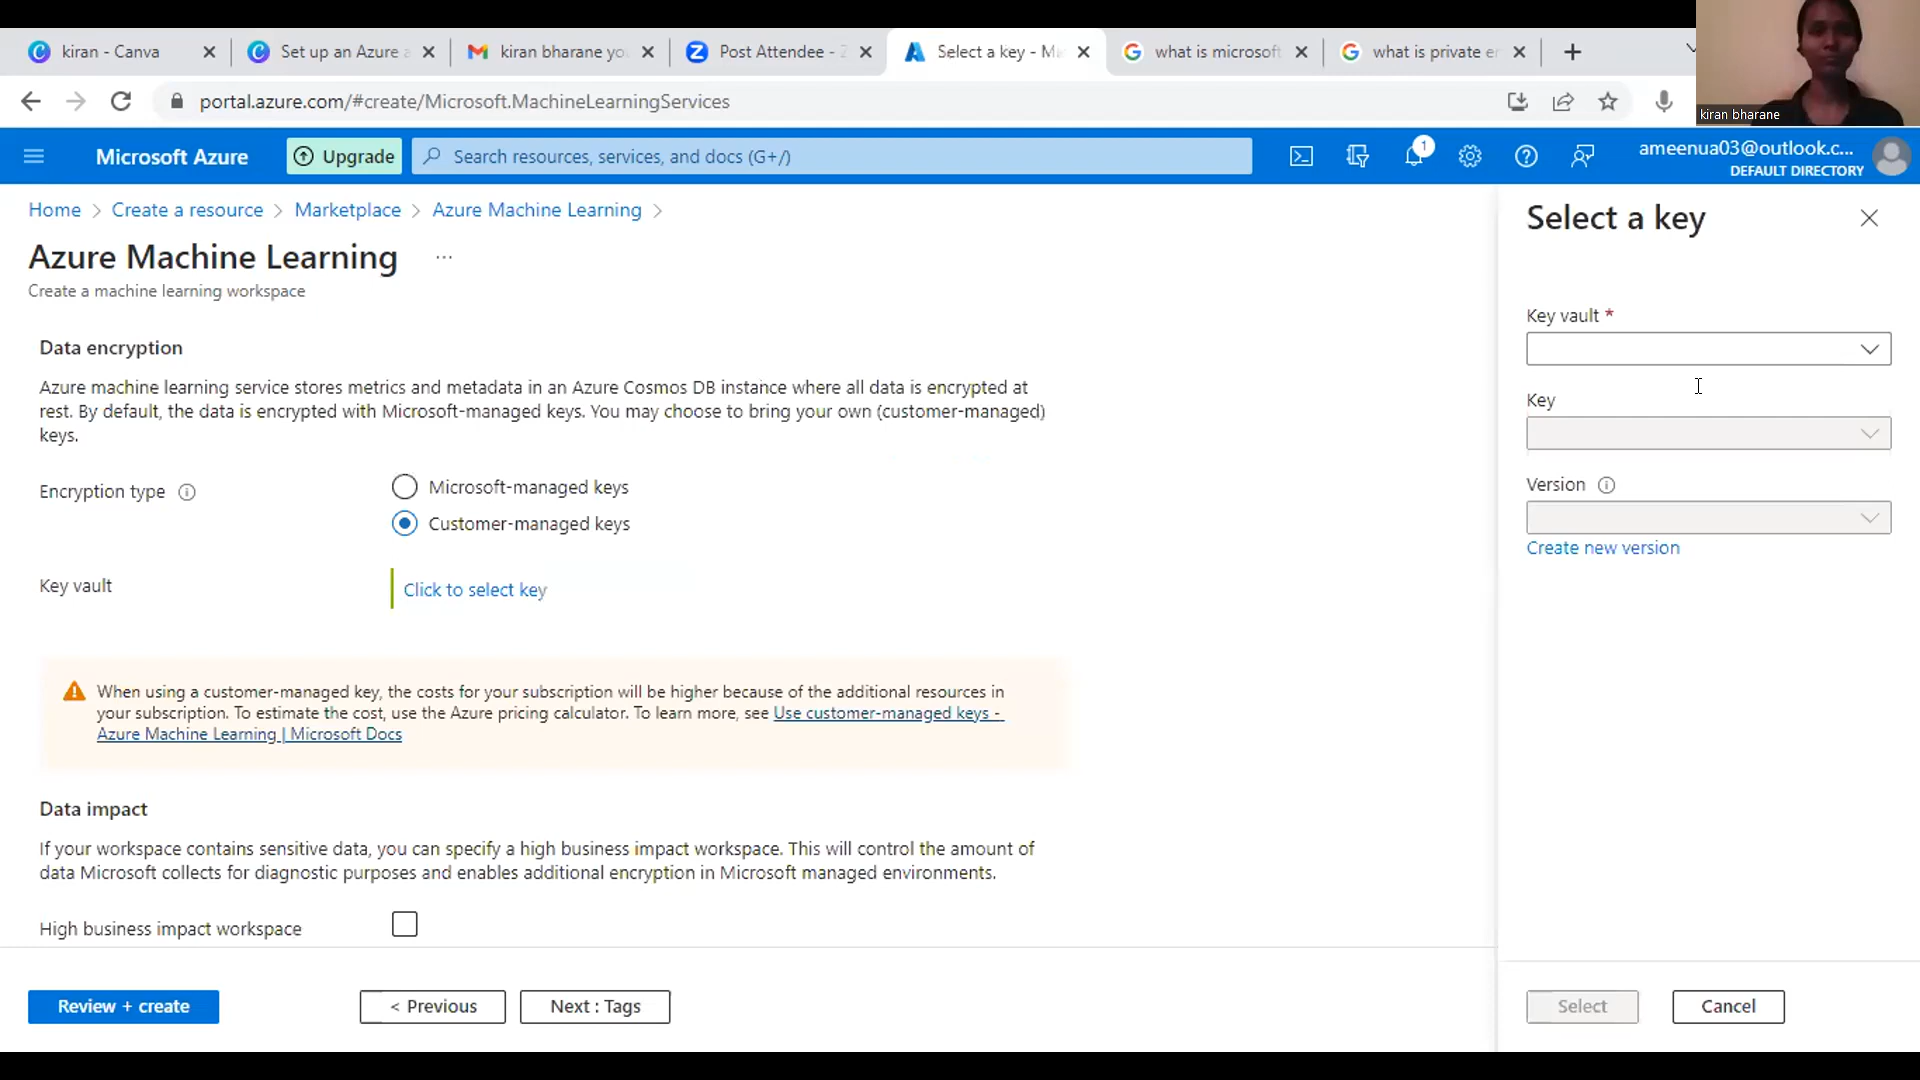 kiran - Canva
Set up an Azure a
kiran bharane yo
Post Attendee - Z
Select a key - Mi
what is microsoft
what is private e
portal.azure.com/#create/Microsoft.MachineLearningServices
kiran bharane
Microsoft Azure
Upgrade
Search resources, services, and docs (G+/)
1
ameenua03@outlook.c...
DEFAULT DIRECTORY
Home > Create a resource > Marketplace > Azure Machine Learning >
Azure Machine Learning ...
Create a machine learning workspace
Data encryption
Azure machine learning service stores metrics and metadata in an Azure Cosmos DB instance where all data is encrypted at
rest. By default, the data is encrypted with Microsoft-managed keys. You may choose to bring your own (customer-managed)
keys.
Encryption type
Microsoft-managed keys
Customer-managed keys
Key vault
Click to select key
When using a customer-managed key, the costs for your subscription will be higher because of the additional resources in
your subscription. To estimate the cost, use the Azure pricing calculator. To learn more, see Use customer-managed keys -
Azure Machine Learning | Microsoft Docs
Data impact
If your workspace contains sensitive data, you can specify a high business impact workspace. This will control the amount of
data Microsoft collects for diagnostic purposes and enables additional encryption in Microsoft managed environments.
High business impact workspace
Review + create
< Previous
Next : Tags
Select a key
Key vault *
Key
Version
Create new version
Select
Cancel